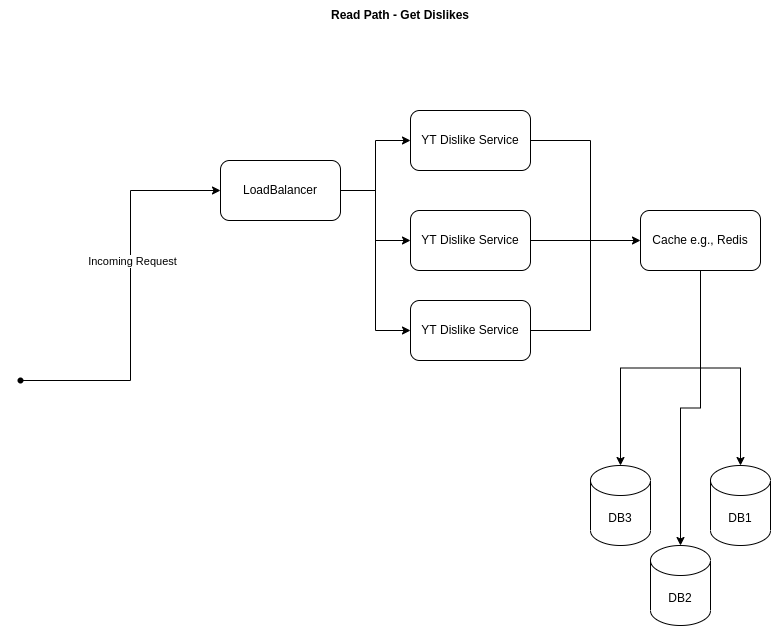 Read Path - Get Dislikes
YT Dislike Service
LoadBalancer
YT Dislike Service
Cache e.g., Redis
Incoming Request
YT Dislike Service
DB3
DB1
DB2